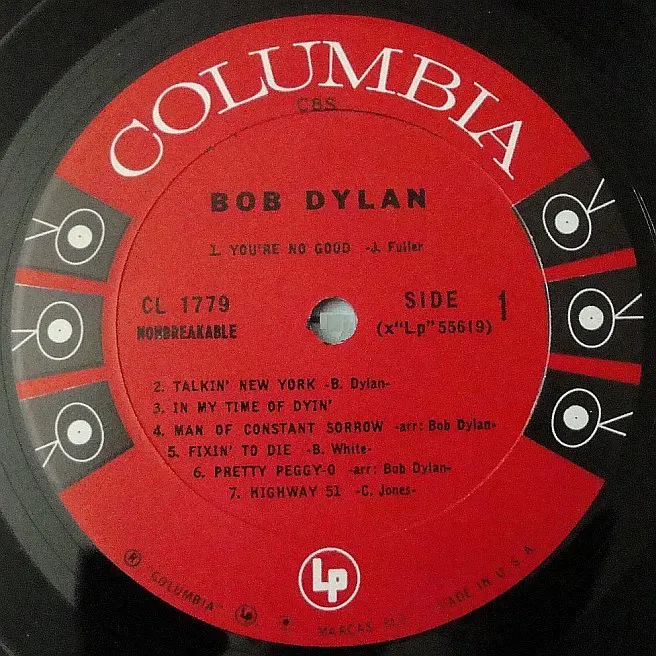 COLUMBIA
CBS
BOB DYLAN
1. YOU'RE NO GOOD -J. Fuller
CL 1779
NONBREAKABLE
SIDE 1
(x"Lp"55619)
2. TALKIN' NEW YORK -B. Dylan-
3. IN MY TIME OF DYIN'
4. MAN OF CONSTANT SORROW -arr: Bob Dylan-
5. FIXIN' TO DIE -B. White-
6. PRETTY PEGGY-O -arr: Bob Dylan-
7. HIGHWAY 51 -C. Jones-
Lp
® "COLUMBIA" Lp MARCAS MADE IN U.S.A.